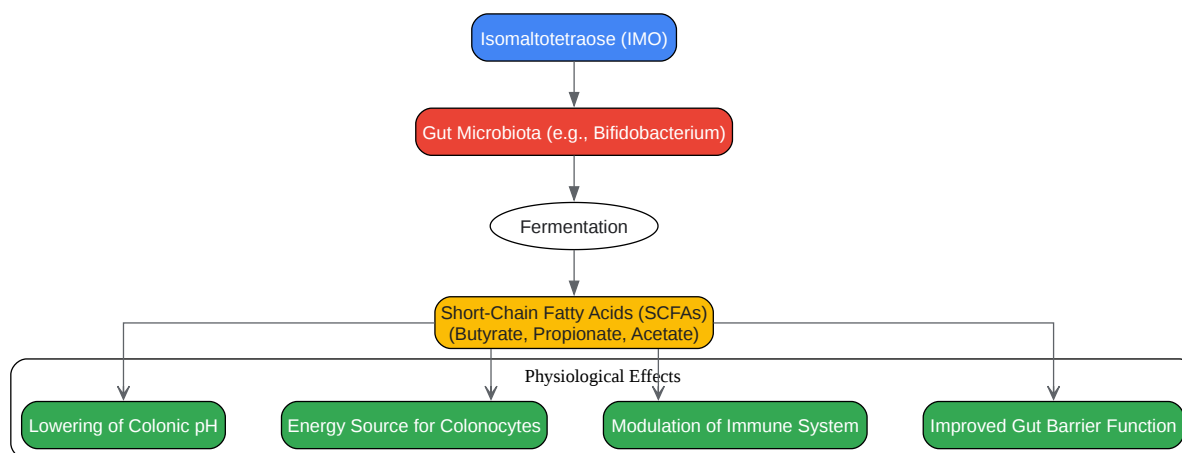 Isomaltotetraose (IMO)
Gut Microbiota (e.g., Bifidobacterium)
Fermentation
Short-Chain Fatty Acids (SCFAs)
(Butyrate, Propionate, Acetate)
Physiological Effects
Lowering of Colonic pH
Energy Source for Colonocytes
Modulation of Immune System
Improved Gut Barrier Function